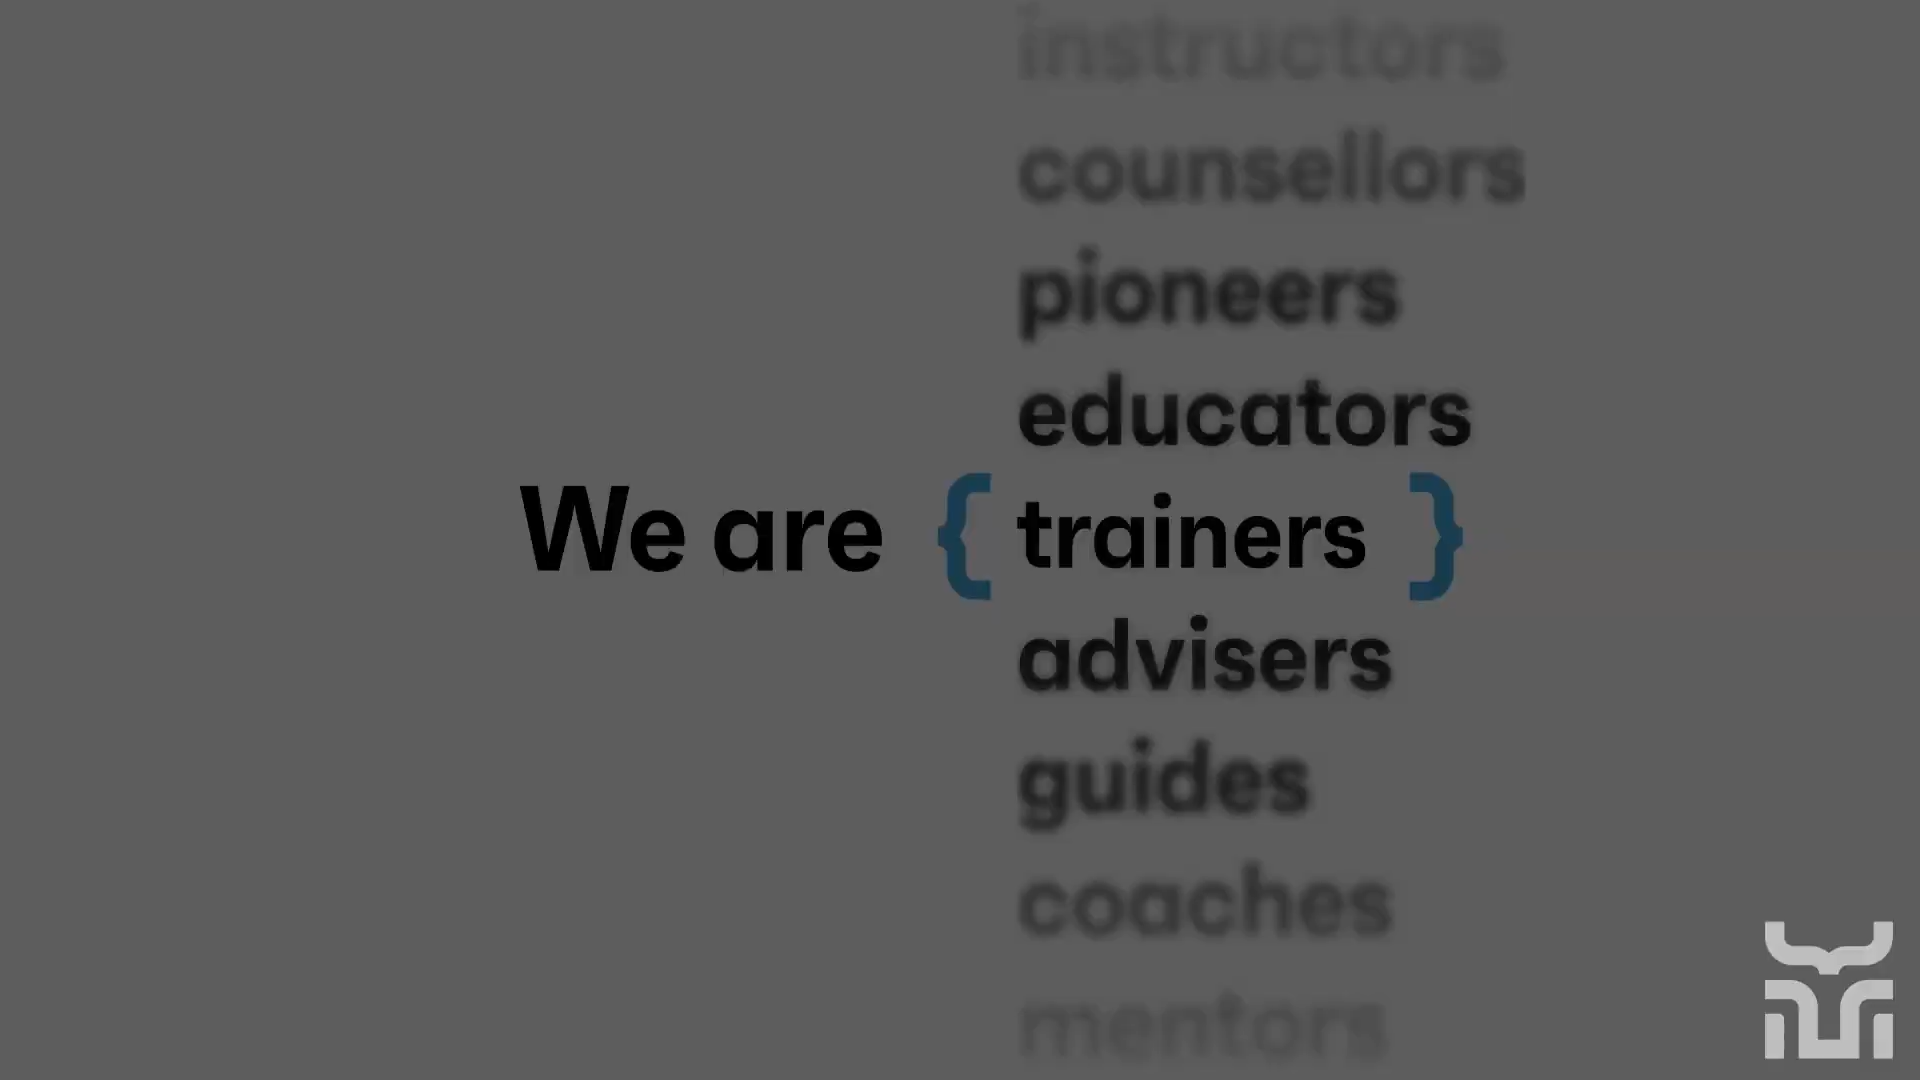 instructors
counsellors
pioneers
educators
We are { trainers }
advisers
guides
coaches
mentors